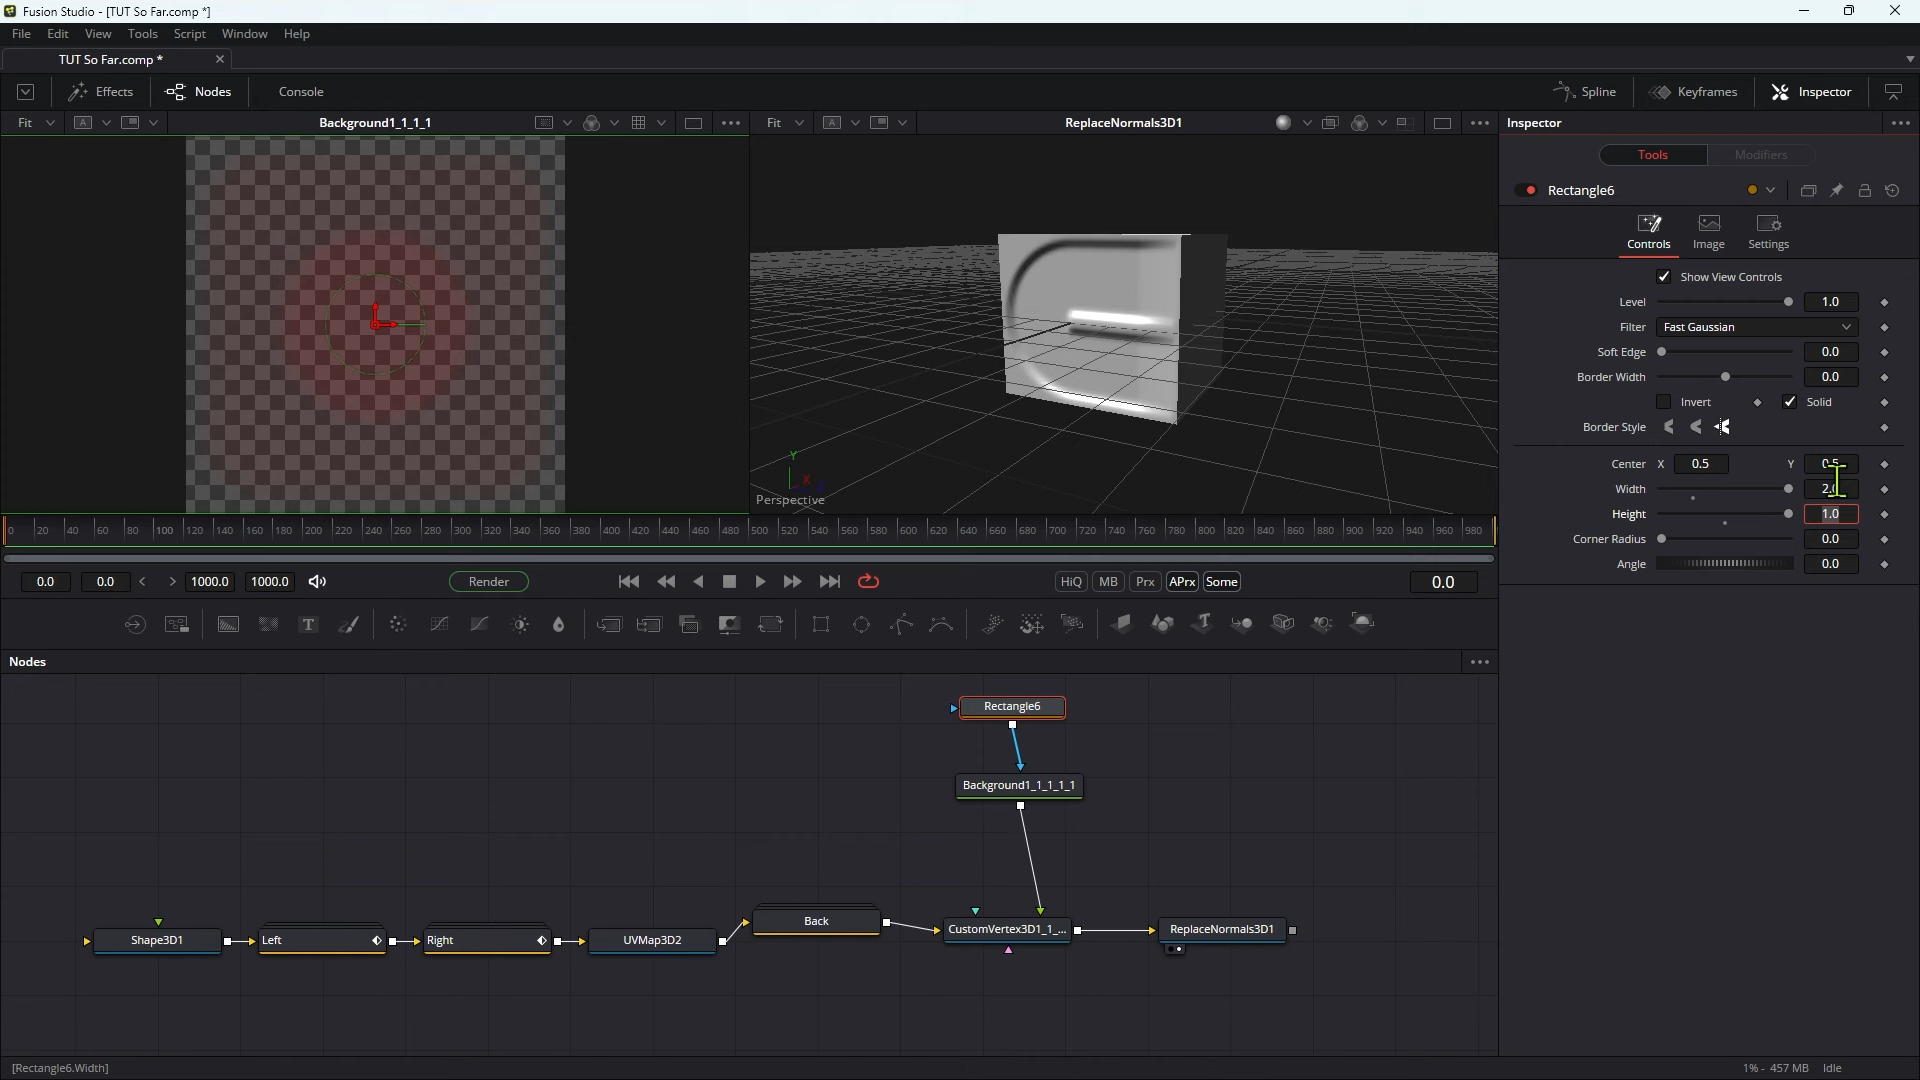 Fusion Studio - [TUT So Far.comp *]
File Edit View Tools Script Window Help
TUT So Far.comp *
Effects Nodes Console Spline Keyframes Inspector
Fit A Background1_1_1_1 Fit A ReplaceNormals3D1 Inspector
Tools Modifiers
Rectangle6
Controls Image Settings
Show View Controls
Level 1.0
Filter Fast Gaussian
Soft Edge 0.0
Border Width 0.0
Invert Solid
Border Style
Center X 0.5 Y 0.5
Width 2.0
Height 1.0
Corner Radius 0.0
Angle 0.0
Y
X
Perspective
0 20 40 60 80 100 120 140 160 180 200 220 240 260 280 300 320 340 360 380 400 420 440 460 480 500 520 540 560 580 600 620 640 660 680 700 720 740 760 780 800 820 840 860 880 900 920 940 960 980
0.0 0.0 < > 1000.0 1000.0 Render HiQ MB Prx APrx Some 0.0
T
Nodes
Rectangle6
Background1_1_1_1_1
Back
CustomVertex3D1_1_...
ReplaceNormals3D1
Shape3D1
Left
Right
UVMap3D2
[Rectangle6.Width] 1% - 457 MB Idle